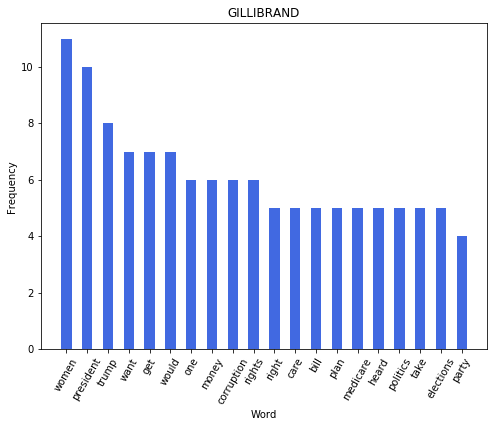 GILLIBRAND
Frequency
10
8
6
4
2
0
women
president
trump
want
get
would
one
money
corruption
rights
right
care
bill
plan
medicare
heard
politics
take
elections
party
Word